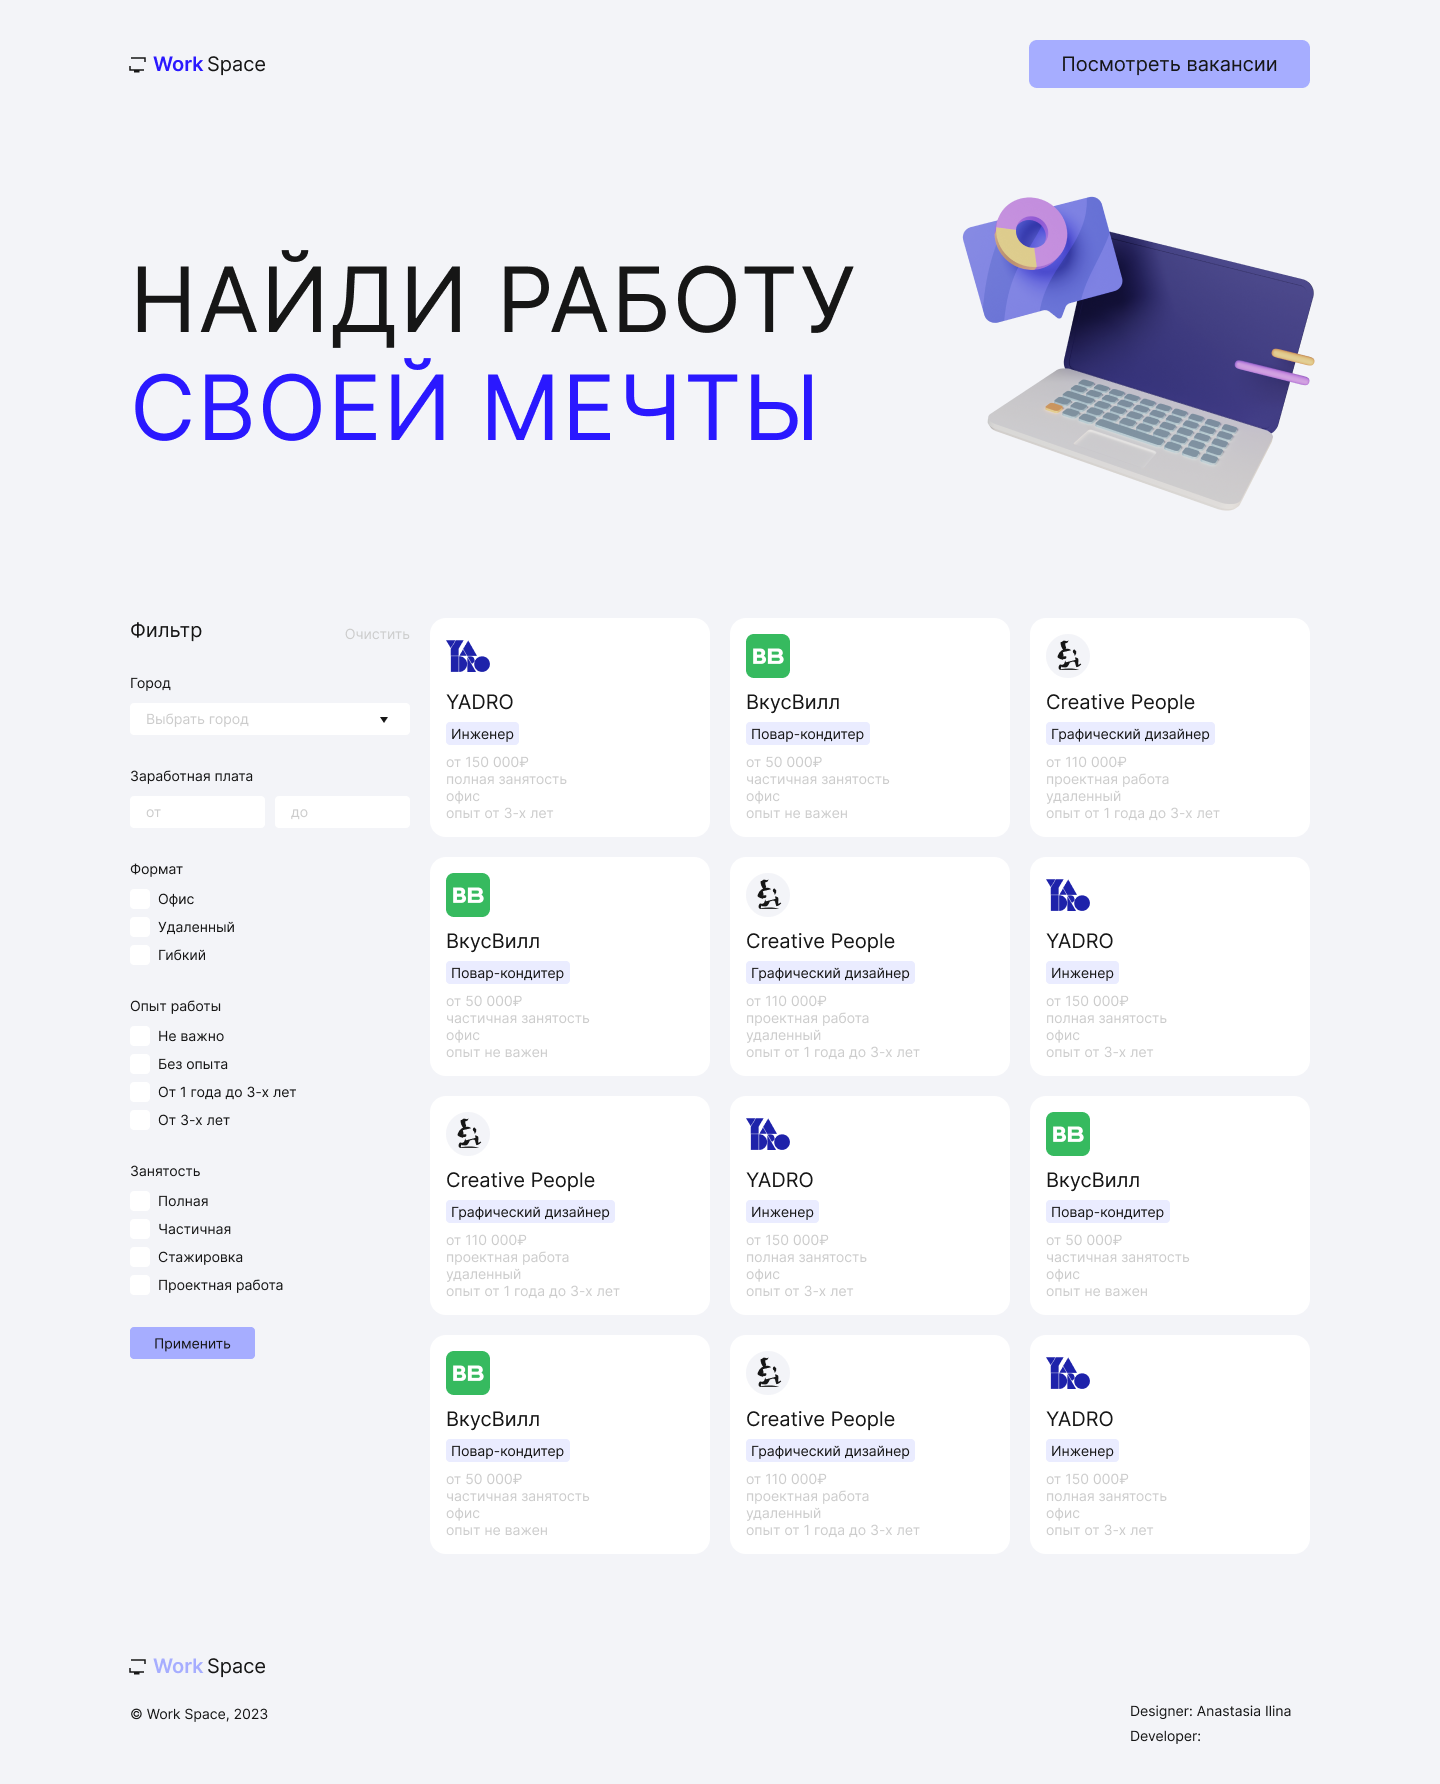 Work Space
Посмотреть вакансии
НАЙДИ РАБОТУ
СВОЕЙ МЕЧТЫ
Фильтр
Очистить
Город
Выбрать город
Заработная плата
от
до
Формат
Офис
Удаленный
Гибкий
Опыт работы
Не важно
Без опыта
От 1 года до 3-х лет
От 3-х лет
Занятость
Полная
Частичная
Стажировка
Проектная работа
Применить
YADRO
YADRO
Инженер
от 150 000₽
полная занятость
офис
опыт от 3-х лет
ВВ
ВкусВилл
Повар-кондитер
от 50 000₽
частичная занятость
офис
опыт не важен
Creative People
Графический дизайнер
от 110 000₽
проектная работа
удаленный
опыт от 1 года до 3-х лет
ВВ
ВкусВилл
Повар-кондитер
от 50 000₽
частичная занятость
офис
опыт не важен
Creative People
Графический дизайнер
от 110 000₽
проектная работа
удаленный
опыт от 1 года до 3-х лет
YADRO
YADRO
Инженер
от 150 000₽
полная занятость
офис
опыт от 3-х лет
Creative People
Графический дизайнер
от 110 000₽
проектная работа
удаленный
опыт от 1 года до 3-х лет
YADRO
YADRO
Инженер
от 150 000₽
полная занятость
офис
опыт от 3-х лет
ВВ
ВкусВилл
Повар-кондитер
от 50 000₽
частичная занятость
офис
опыт не важен
ВВ
ВкусВилл
Повар-кондитер
от 50 000₽
частичная занятость
офис
опыт не важен
Creative People
Графический дизайнер
от 110 000₽
проектная работа
удаленный
опыт от 1 года до 3-х лет
YADRO
YADRO
Инженер
от 150 000₽
полная занятость
офис
опыт от 3-х лет
Work Space
© Work Space, 2023
Designer: Anastasia Ilina
Developer: